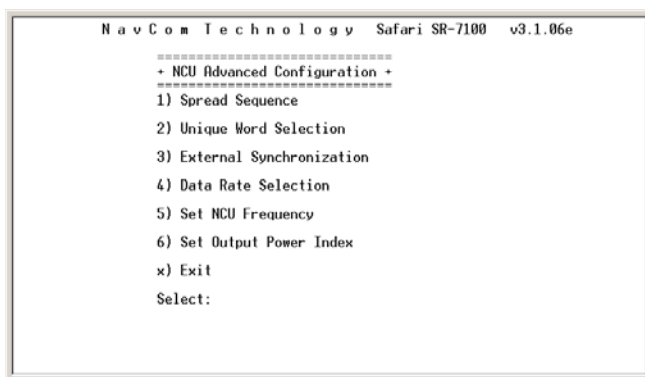 N a v C o m T e c h n o l o g y Safari SR-7100 v3.1.06e
==============================
+ NCU Advanced Configuration +
==============================
1) Spread Sequence
2) Unique Word Selection
3) External Synchronization
4) Data Rate Selection
5) Set NCU Frequency
6) Set Output Power Index
x) Exit
Select: